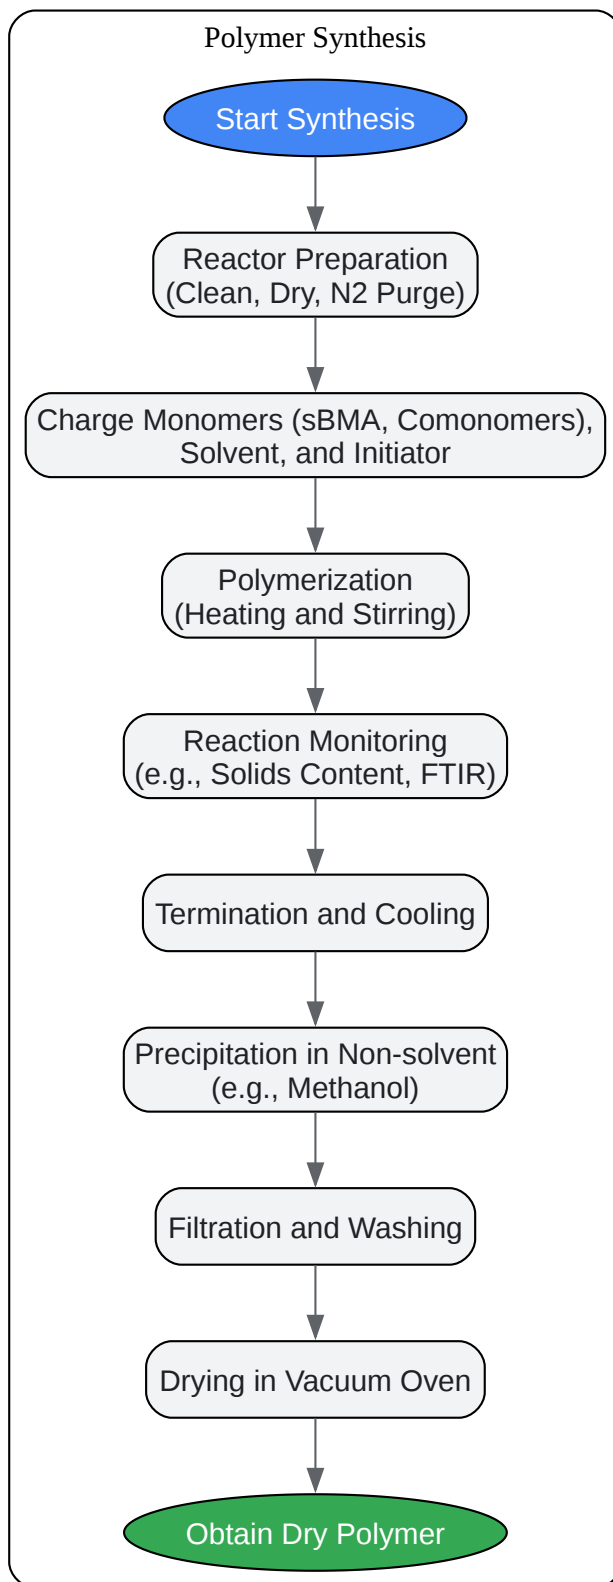 Polymer Synthesis
Start Synthesis
Reactor Preparation
(Clean, Dry, N2 Purge)
Charge Monomers (sBMA, Comonomers),
Solvent, and Initiator
Polymerization
(Heating and Stirring)
Reaction Monitoring
(e.g., Solids Content, FTIR)
Termination and Cooling
Precipitation in Non-solvent
(e.g., Methanol)
Filtration and Washing
Drying in Vacuum Oven
Obtain Dry Polymer